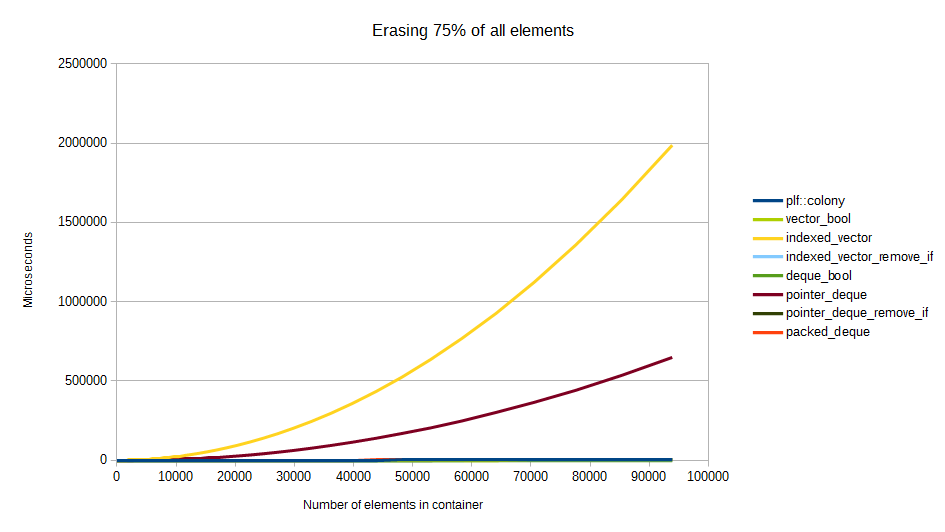 Erasing 75% of all elements
2500000
2000000
1500000
1000000
500000
0
Microseconds
0 10000 20000 30000 40000 50000 60000 70000 80000 90000 100000
Number of elements in container
plf::colony
vector_bool
indexed_vector
indexed_vector_remove_if
deque_bool
pointer_deque
pointer_deque_remove_if
packed_deque